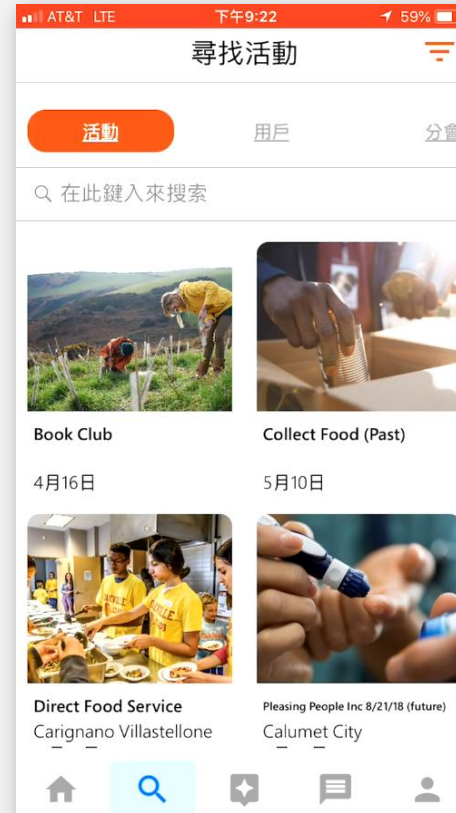 AT&T LTE 下午9:22 59%
尋找活動
活動 用戶 分會
在此鍵入來搜索
Book Club
4月16日
Collect Food (Past)
5月10日
Direct Food Service
Carignano Villastellone
Pleasing People Inc 8/21/18 (future)
Calumet City